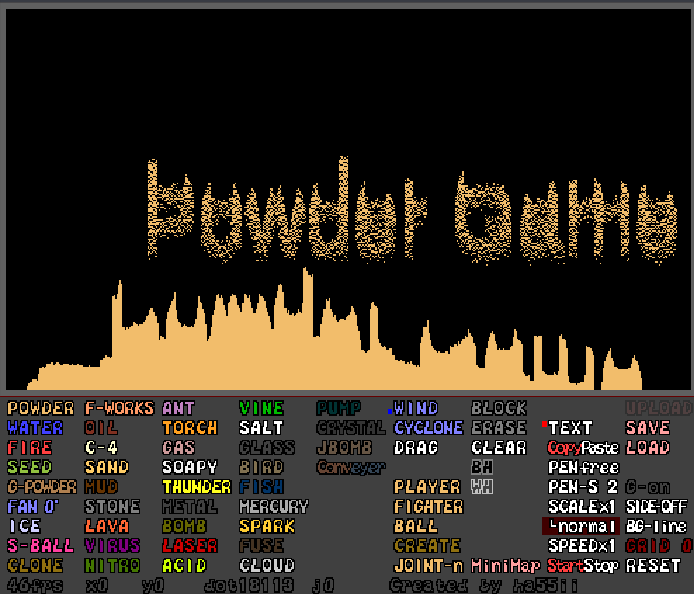 Powder Game
POWDER F-WORKS ANT VINE PUMP WIND BLOCK UPLOAD
WATER OIL TORCH SALT CRYSTAL CYCLONE ERASE TEXT SAVE
FIRE C-4 GAS GLASS JBOMB DRAG CLEAR CopyPaste LOAD
SEED SAND SOAPY BIRD Conveyer BH PEN-free
G-POWDER MUD THUNDER FISH PLAYER WH PEN-S 2 G-on
FAN 0° STONE METAL MERCURY FIGHTER SCALEx1 SIDE-OFF
ICE LAVA BOMB SPARK BALL └normal BG-line
S-BALL VIRUS LASER FUSE CREATE SPEEDx1 GRID 0
CLONE NITRO ACID CLOUD JOINT-n MiniMap StartStop RESET
46fps x0 y0 dot18113 j0 Created by ha55ii